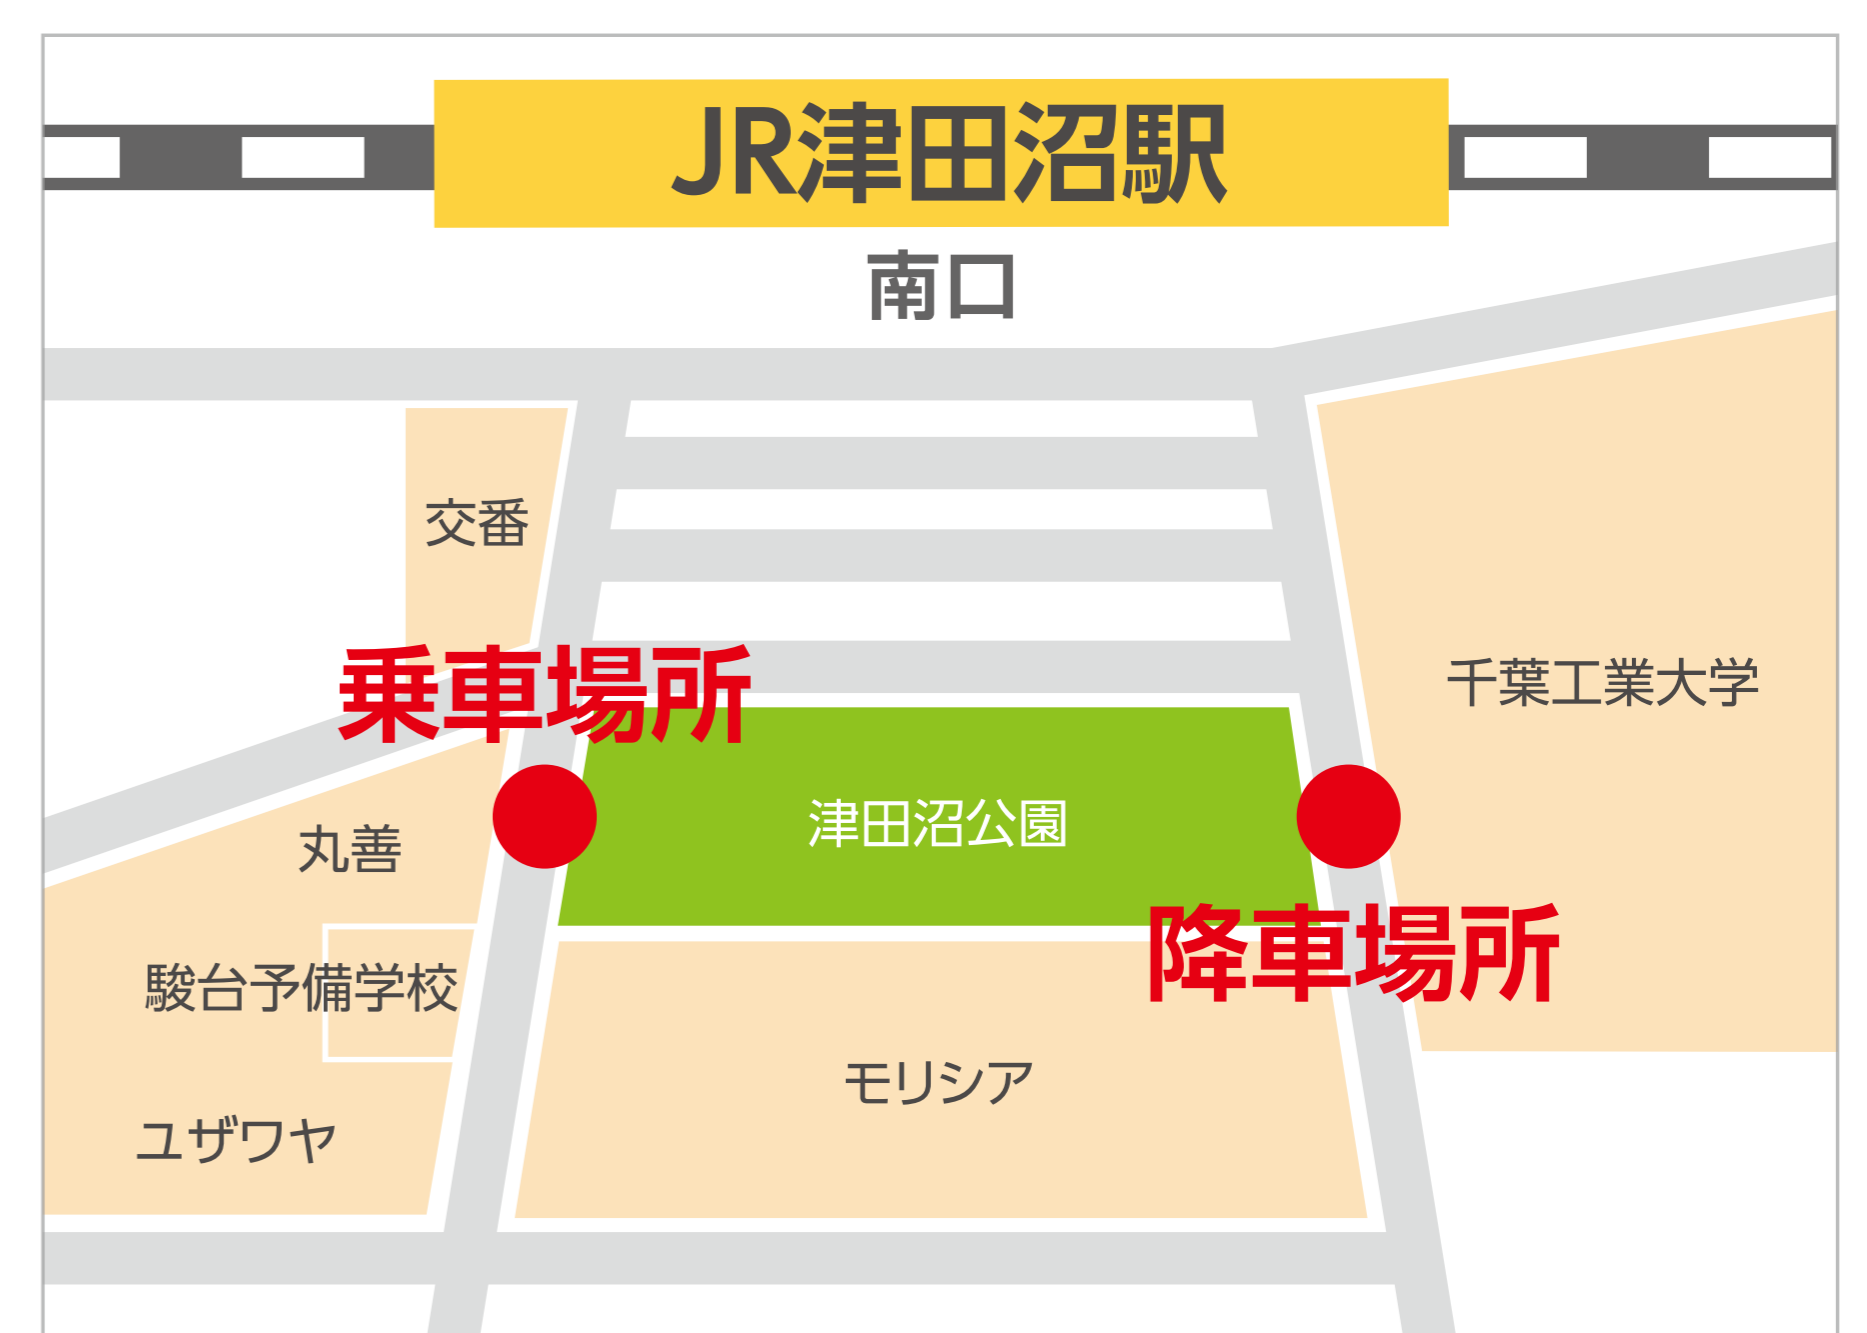 JR津田沼駅
南口
交番
乗車場所
千葉工業大学
津田沼公園
丸善
降車場所
駿台予備学校
モリシア
ユザワヤ